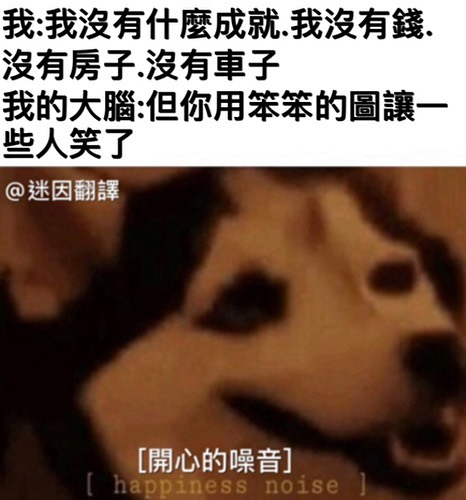 我:我沒有什麼成就.我沒有錢.
沒有房子.沒有車子
我的大腦:但你用笨笨的圖讓一
些人笑了
@迷因翻譯
[開心的噪音]
[ happiness noise ]